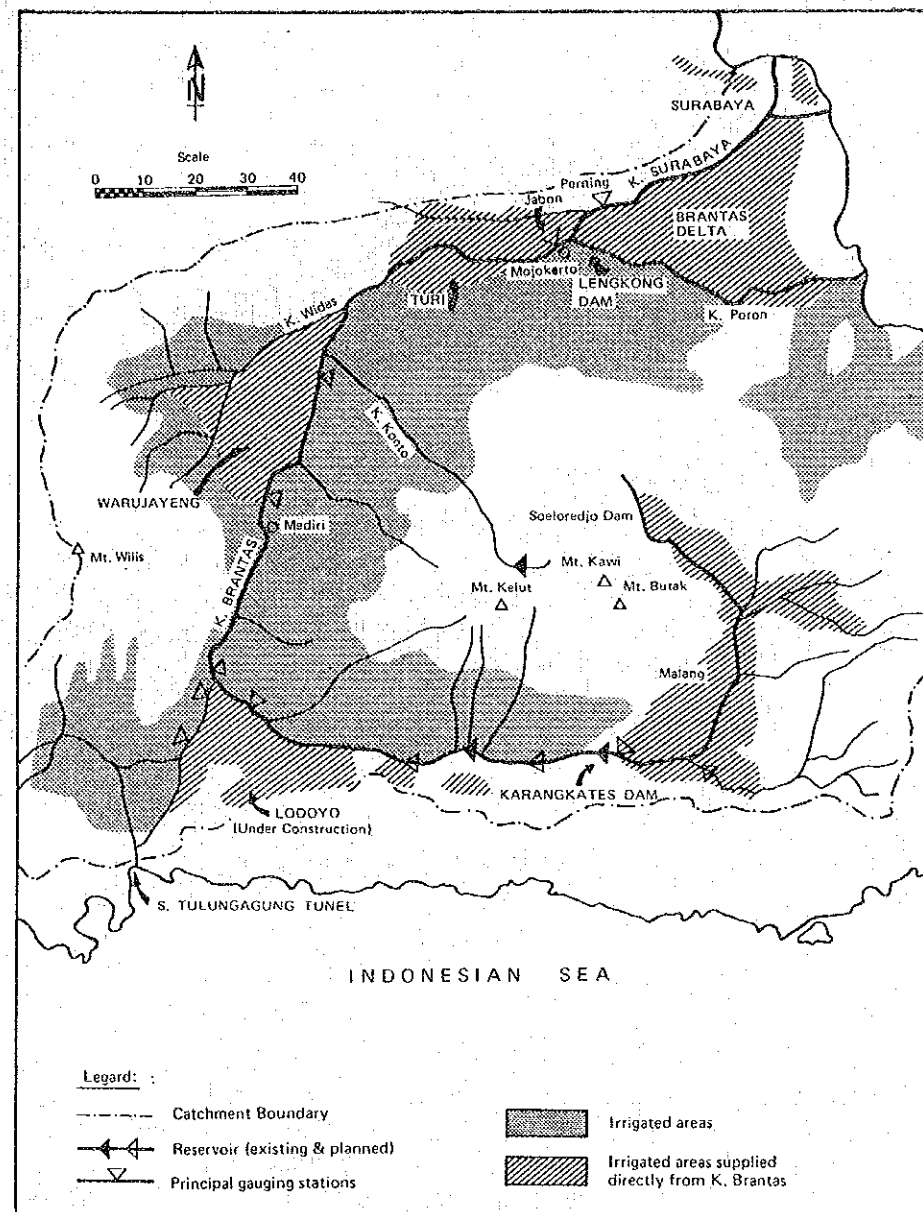 N
Scale
0 10 20 30 40
SURABAYA
K. SURABAYA
Perning
Jabon
BRANTAS
DELTA
Mojokerto
LENGKONG
DAM
TURI
K. Poron
K. Widas
K. Konto
WARUJAYENG
Mediri
Soeloredjo Dam
Mt. Wilis
Mt. Kawi
Mt. Kelut
Mt. Butak
K. BRANTAS
Malang
KARANGKATES DAM
LODOYO
(Under Construction)
S. TULUNGAGUNG TUNEL
INDONESIAN SEA
Legard: :
Catchment Boundary
Reservoir (existing & planned)
Principal gauging stations
Irrigated areas
Irrigated areas supplied
directly from K. Brantas